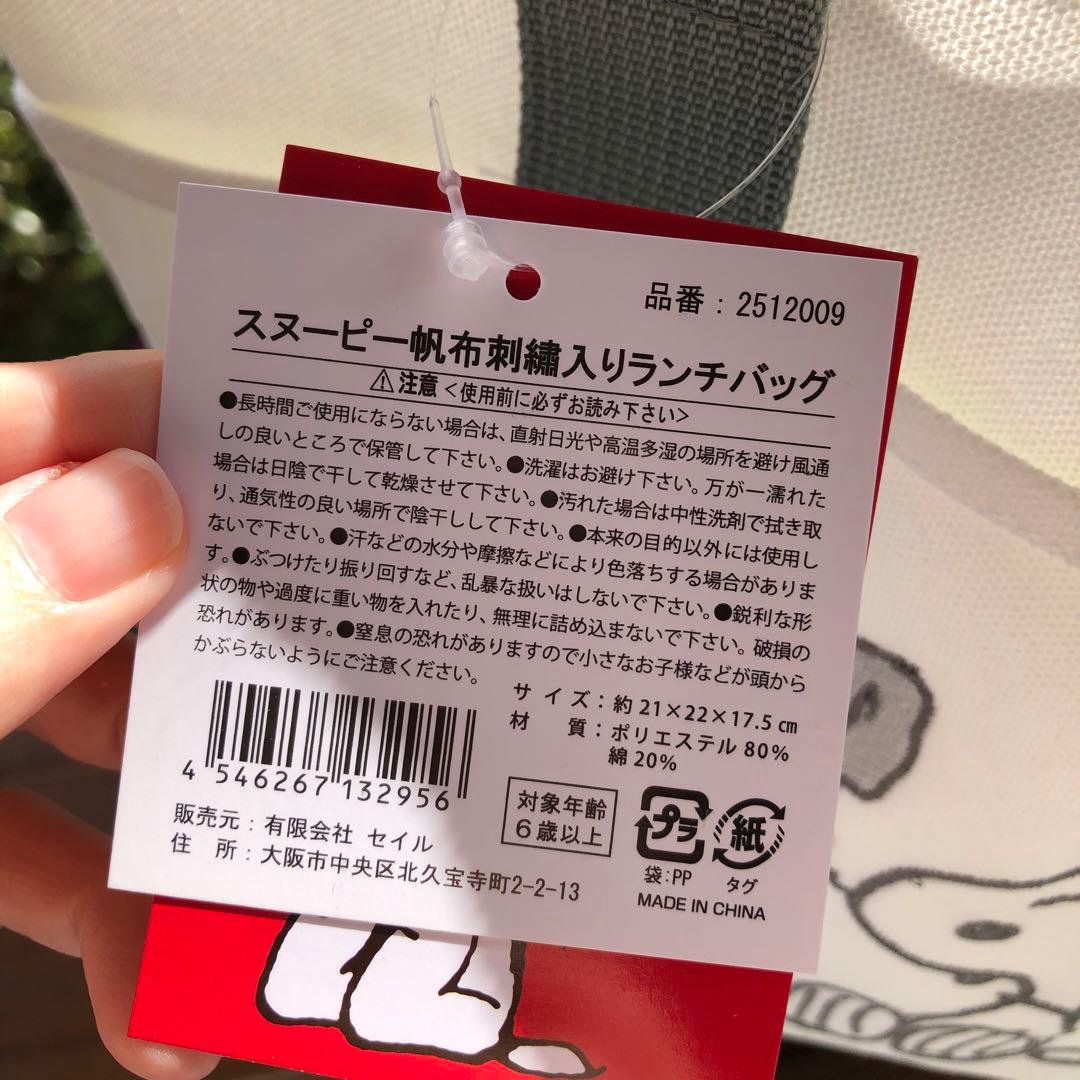 品番：2512009
スヌーピー帆布刺繡入りランチバッグ
⚠注意＜使用前に必ずお読み下さい＞
●長時間ご使用にならない場合は、直射日光や高温多湿の場所を避け風通
しの良いところで保管して下さい。●洗濯はお避け下さい。万が一濡れた
場合は日陰で干して乾燥させて下さい。●汚れた場合は中性洗剤で拭き取
り、通気性の良い場所で陰干しして下さい。●本来の目的以外には使用し
ないで下さい。●汗などの水分や摩擦などにより色落ちする場合がありま
す。●ぶつけたり振り回すなど、乱暴な扱いはしないで下さい。●鋭利な形
状の物や過度に重い物を入れたり、無理に詰め込まないで下さい。破損の
恐れがあります。●窒息の恐れがありますので小さなお子様などが頭から
かぶらないようにご注意ください。
サイズ：約21×22×17.5㎝
材　質：ポリエステル80%
綿20%
4 546267 132956
対象年齢
6歳以上
プラ
紙
袋：PP
タグ
販売元：有限会社 セイル
住　所：大阪市中央区北久宝寺町2-2-13
MADE IN CHINA